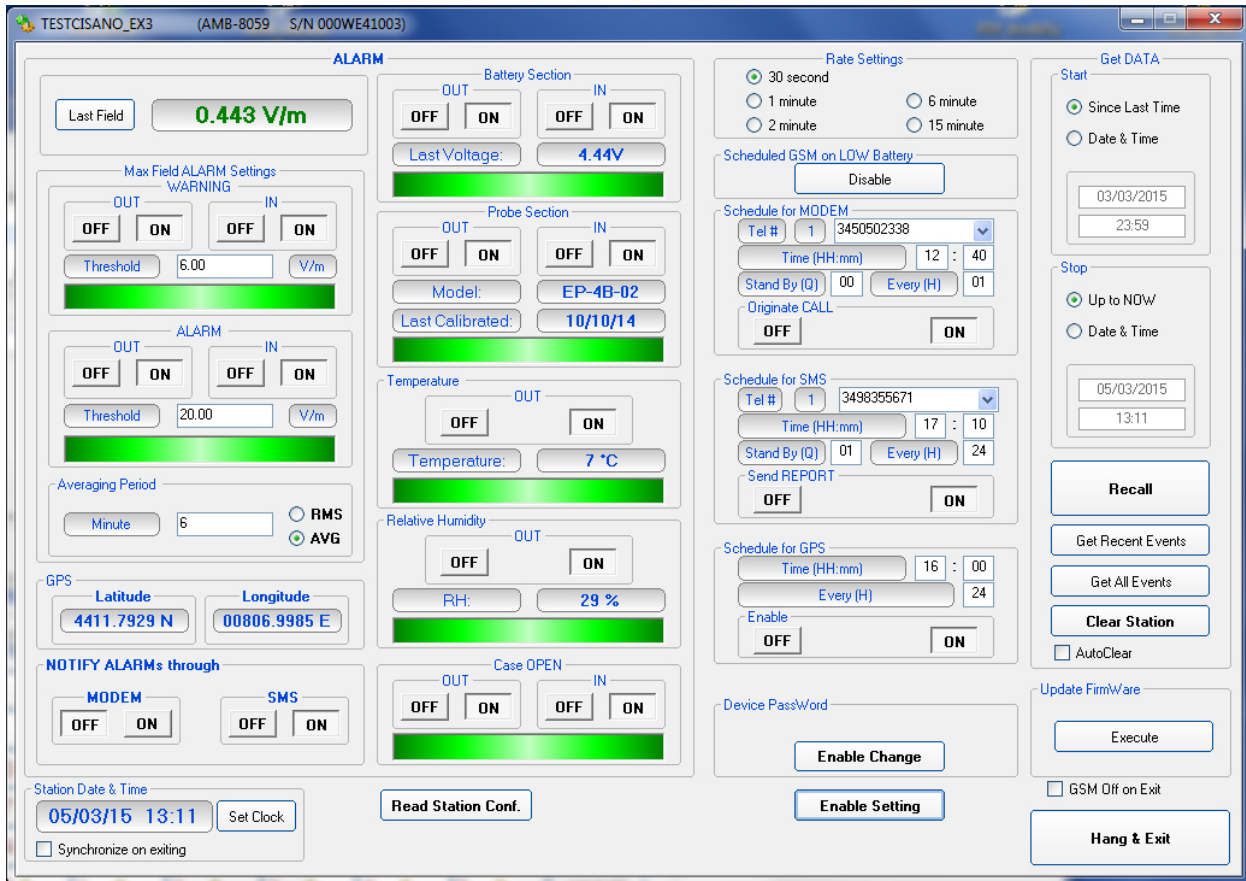 TESTCISANO_EX3 (AMB-8059 S/N 000WE41003)
ALARM
Last Field 0.443 V/m
Max Field ALARM Settings
WARNING
OUT IN
OFF ON OFF ON
Threshold 6.00 V/m
ALARM
OUT IN
OFF ON OFF ON
Threshold 20.00 V/m
Averaging Period
Minute 6 RMS
AVG
GPS
Latitude Longitude
4411.7929 N 00806.9985 E
NOTIFY ALARMs through
MODEM SMS
OFF ON OFF ON
Station Date & Time
05/03/15 13:11 Set Clock
Synchronize on exiting
Battery Section
OUT IN
OFF ON OFF ON
Last Voltage: 4.44V
Probe Section
OUT IN
OFF ON OFF ON
Model: EP-4B-02
Last Calibrated: 10/10/14
Temperature
OUT
OFF ON
Temperature: 7 °C
Relative Humidity
OUT
OFF ON
RH: 29 %
Case OPEN
OUT IN
OFF ON OFF ON
Read Station Conf.
Rate Settings
30 second
1 minute 6 minute
2 minute 15 minute
Scheduled GSM on LOW Battery
Disable
Schedule for MODEM
Tel # 1 3450502338
Time (HH:mm) 12 : 40
Stand By (Q) 00 Every (H) 01
Originate CALL
OFF ON
Schedule for SMS
Tel # 1 3498355671
Time (HH:mm) 17 : 10
Stand By (Q) 01 Every (H) 24
Send REPORT
OFF ON
Schedule for GPS
Time (HH:mm) 16 : 00
Every (H) 24
Enable
OFF ON
Device PassWord
Enable Change
Enable Setting
Get DATA
Start
Since Last Time
Date & Time
03/03/2015
23:59
Stop
Up to NOW
Date & Time
05/03/2015
13:11
Recall
Get Recent Events
Get All Events
Clear Station
AutoClear
Update FirmWare
Execute
GSM Off on Exit
Hang & Exit